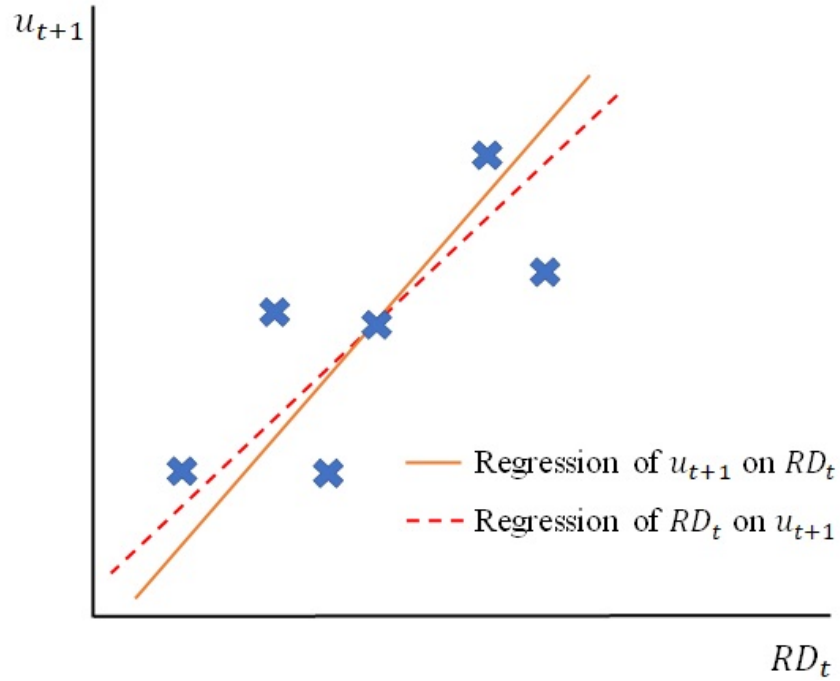 u_{t+1}
Regression of u_{t+1} on RD_t
Regression of RD_t on u_{t+1}
RD_t